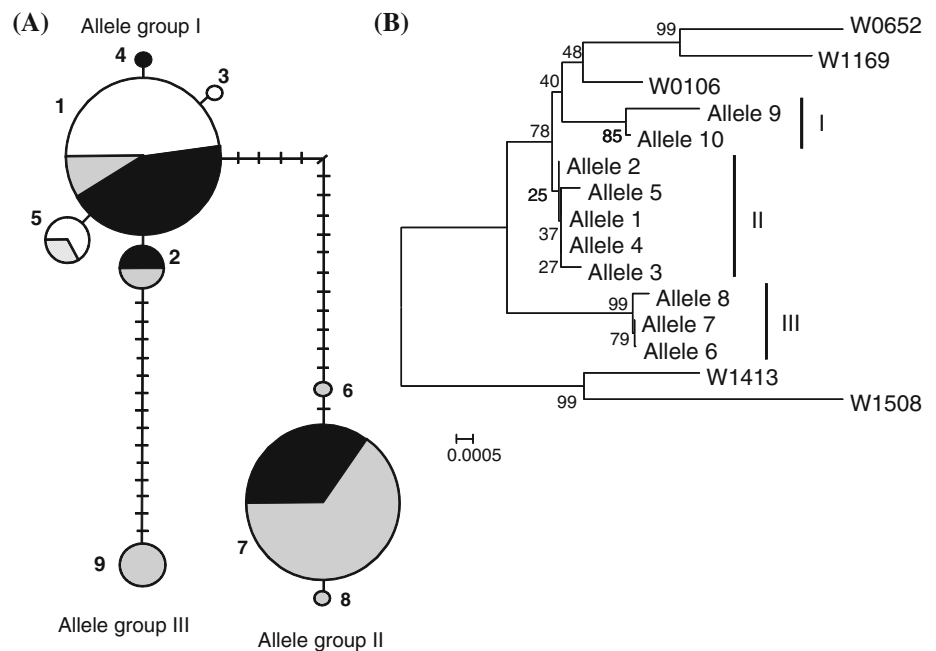 (A)
Allele group I
4
3
1
5
2
6
7
8
9
Allele group III
Allele group II
(B)
99
W0652
W1169
48
W0106
40
Allele 9
85
Allele 10
I
78
Allele 2
25
Allele 5
Allele 1
37
Allele 4
27
Allele 3
II
99
Allele 8
Allele 7
79
Allele 6
III
W1413
99
W1508
0.0005